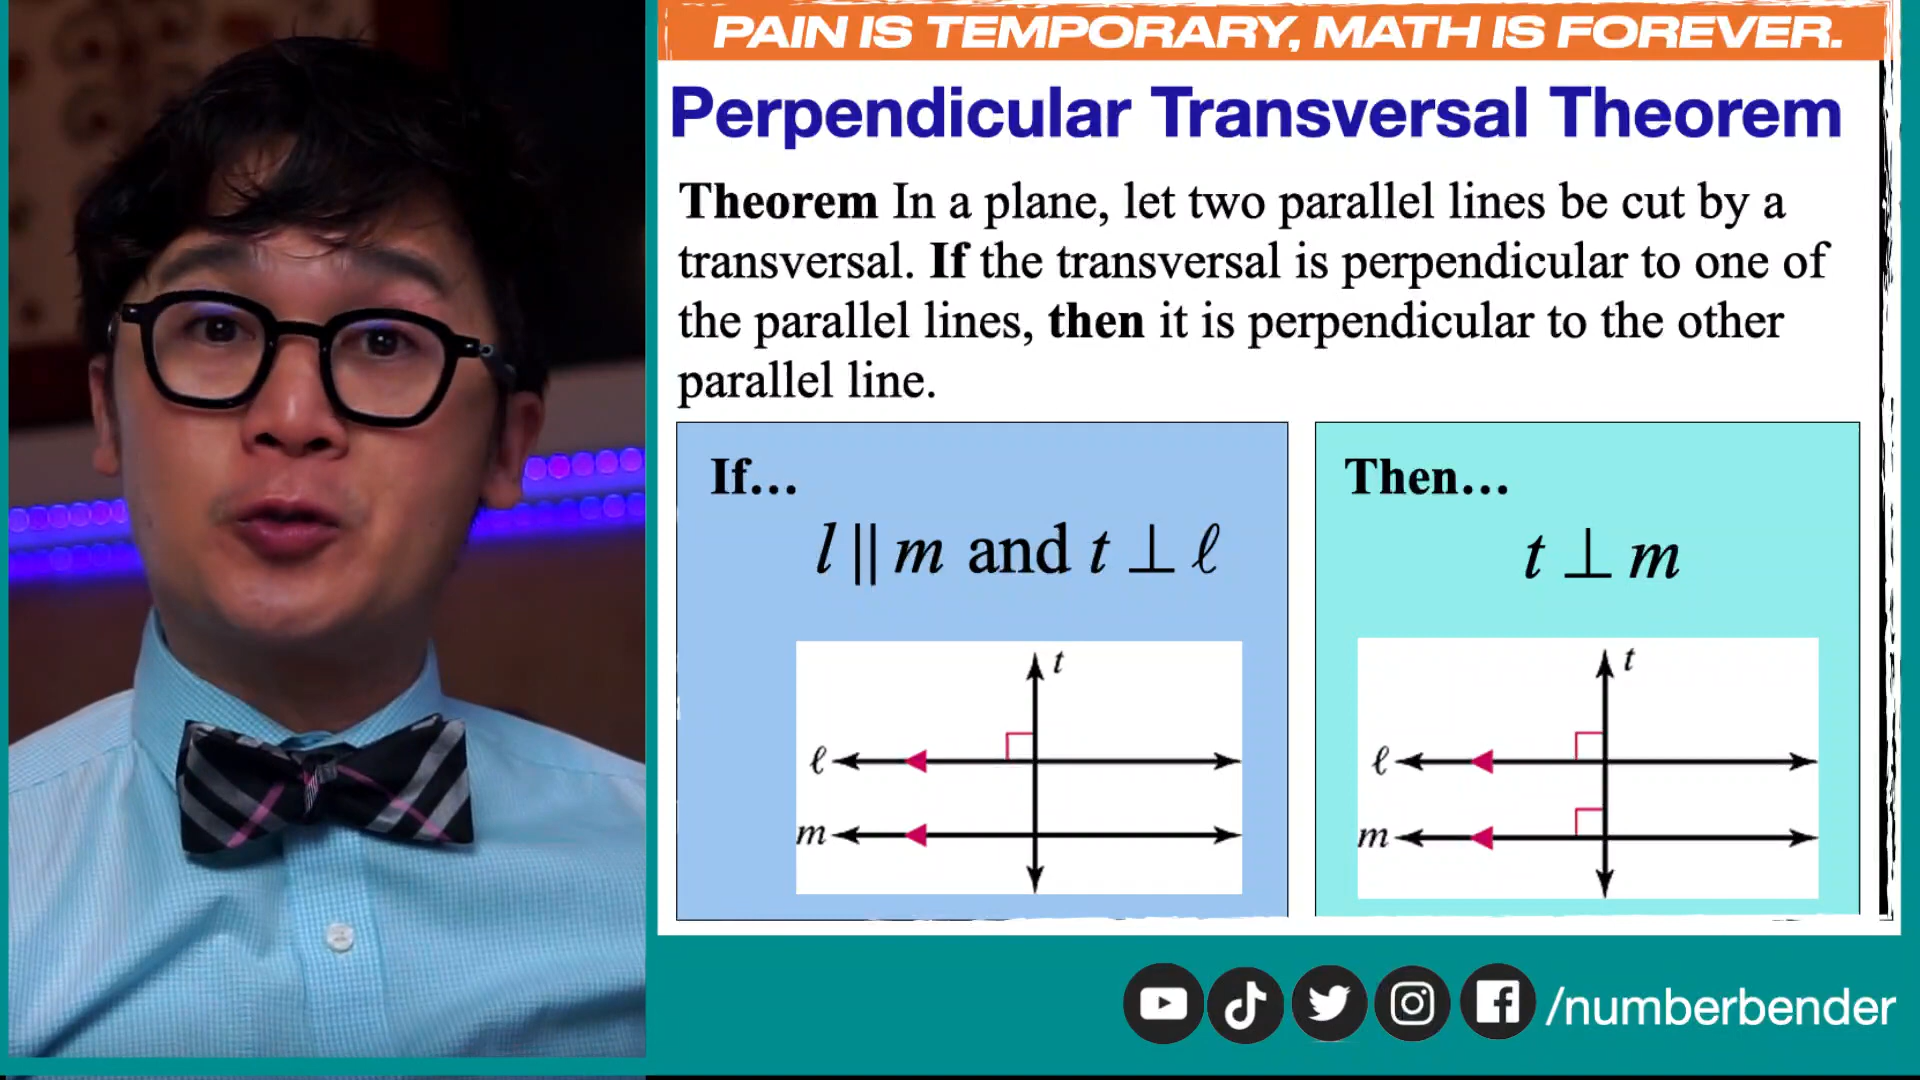 PAIN IS TEMPORARY, MATH IS FOREVER.
Perpendicular Transversal Theorem
Theorem In a plane, let two parallel lines be cut by a
transversal. If the transversal is perpendicular to one of
the parallel lines, then it is perpendicular to the other
parallel line.
If...
l || m and t ⊥ ℓ
t
ℓ
m
Then...
t ⊥ m
t
ℓ
m
/numberbender